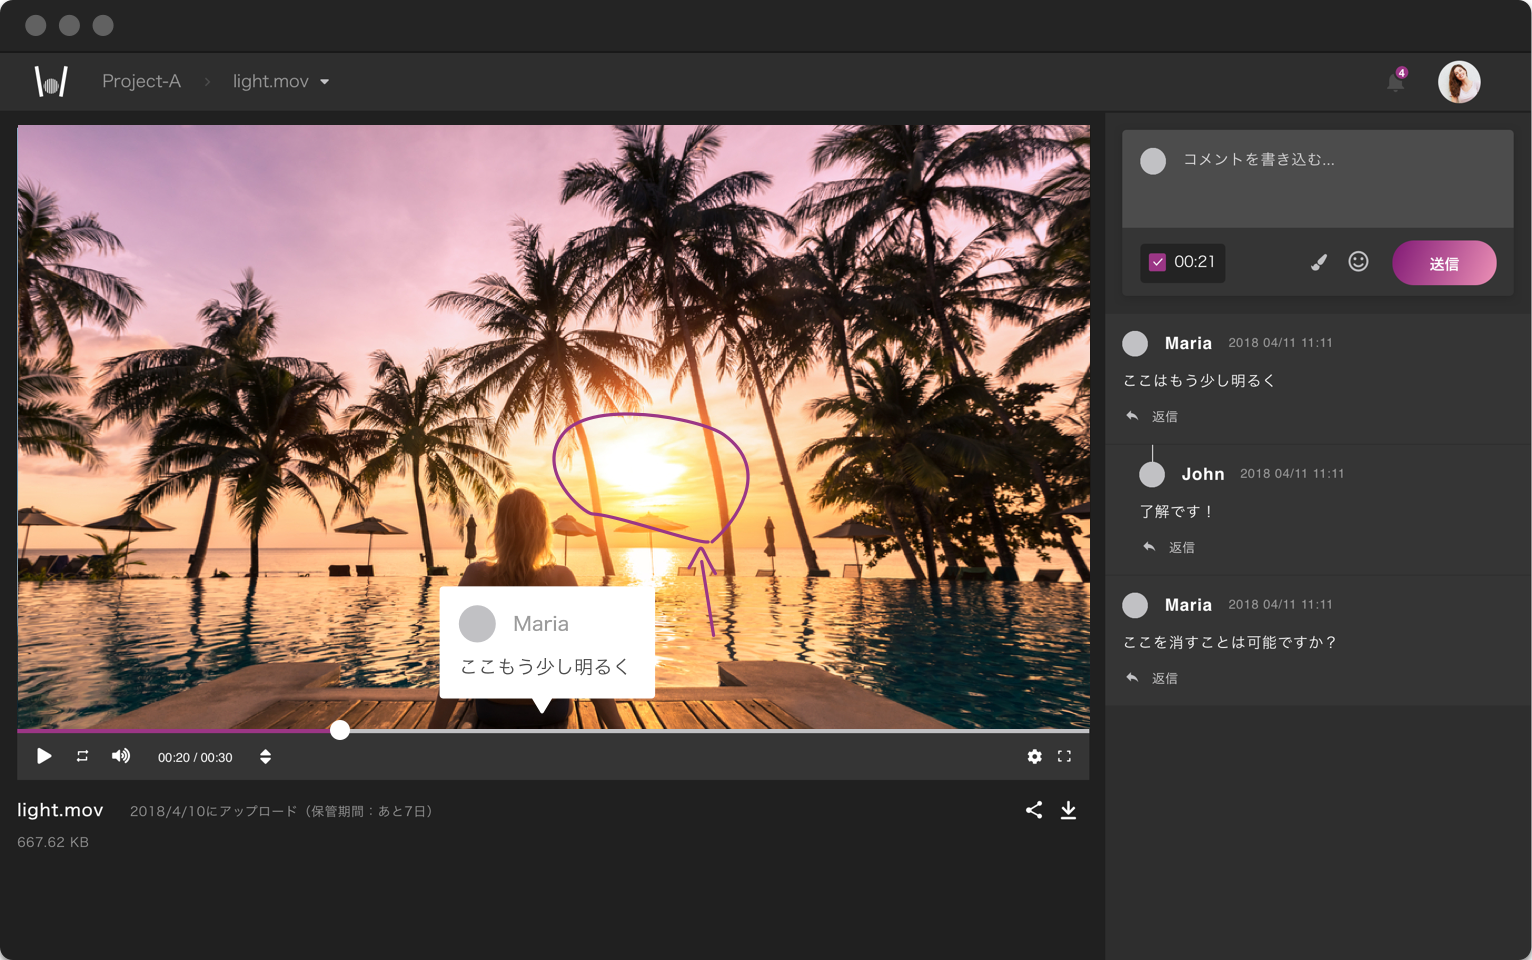 Project-A › light.mov
4
コメントを書き込む...
00:21
送信
Maria 2018 04/11 11:11
ここはもう少し明るく
返信
John 2018 04/11 11:11
了解です！
返信
Maria 2018 04/11 11:11
ここを消すことは可能ですか？
返信
Maria
ここもう少し明るく
00:20 / 00:30
light.mov 2018/4/10にアップロード（保管期間：あと7日）
667.62 KB